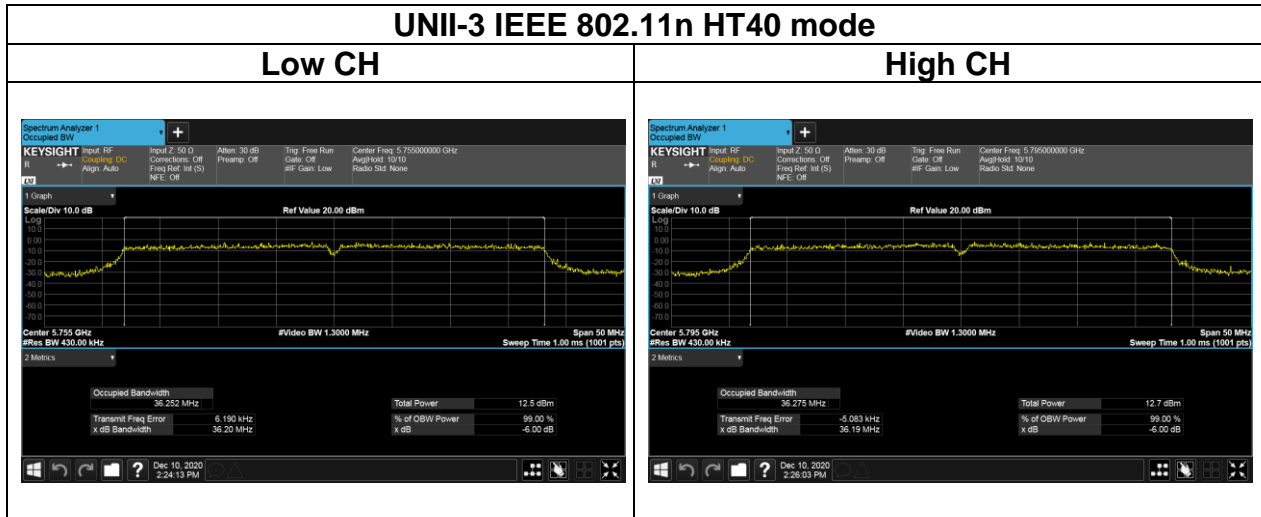 UNII-3 IEEE 802.11n HT40 mode
Low CH
High CH
Spectrum Analyzer 1
Occupied BW
+
KEYSIGHT Input: RF Input Z: 50 Ω Atten: 30 dB Trig: Free Run Center Freq: 5.755000000 GHz
R Coupling: DC Corrections: Off Preamp: Off Gate: Off Avg|Hold: 10/10
Align: Auto Freq Ref: Int (S) #IF Gain: Low Radio Std: None
LXI NFE: Off
1 Graph
Scale/Div 10.0 dB Ref Value 20.00 dBm
Log
10.0
0.00
-10.0
-20.0
-30.0
-40.0
-50.0
-60.0
-70.0
Center 5.755 GHz #Video BW 1.3000 MHz Span 50 MHz
#Res BW 430.00 kHz Sweep Time 1.00 ms (1001 pts)
2 Metrics
Occupied Bandwidth
36.252 MHz Total Power 12.5 dBm
Transmit Freq Error 6.190 kHz % of OBW Power 99.00 %
x dB Bandwidth 36.20 MHz x dB -6.00 dB
? Dec 10, 2020
2:24:13 PM
Spectrum Analyzer 1
Occupied BW
+
KEYSIGHT Input: RF Input Z: 50 Ω Atten: 30 dB Trig: Free Run Center Freq: 5.795000000 GHz
R Coupling: DC Corrections: Off Preamp: Off Gate: Off Avg|Hold: 10/10
Align: Auto Freq Ref: Int (S) #IF Gain: Low Radio Std: None
LXI NFE: Off
1 Graph
Scale/Div 10.0 dB Ref Value 20.00 dBm
Log
10.0
0.00
-10.0
-20.0
-30.0
-40.0
-50.0
-60.0
-70.0
Center 5.795 GHz #Video BW 1.3000 MHz Span 50 MHz
#Res BW 430.00 kHz Sweep Time 1.00 ms (1001 pts)
2 Metrics
Occupied Bandwidth
36.275 MHz Total Power 12.7 dBm
Transmit Freq Error -5.083 kHz % of OBW Power 99.00 %
x dB Bandwidth 36.19 MHz x dB -6.00 dB
? Dec 10, 2020
2:26:03 PM